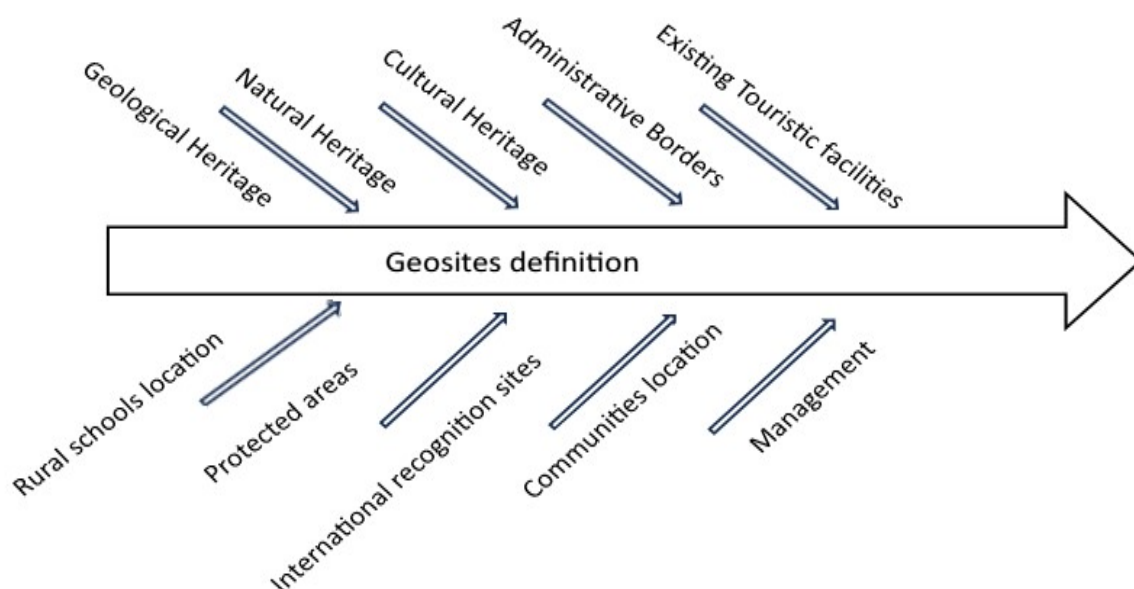 Geological Heritage
Natural Heritage
Cultural Heritage
Administrative Borders
Existing Touristic facilities
Geosites definition
Rural schools location
Protected areas
International recognition sites
Communities location
Management